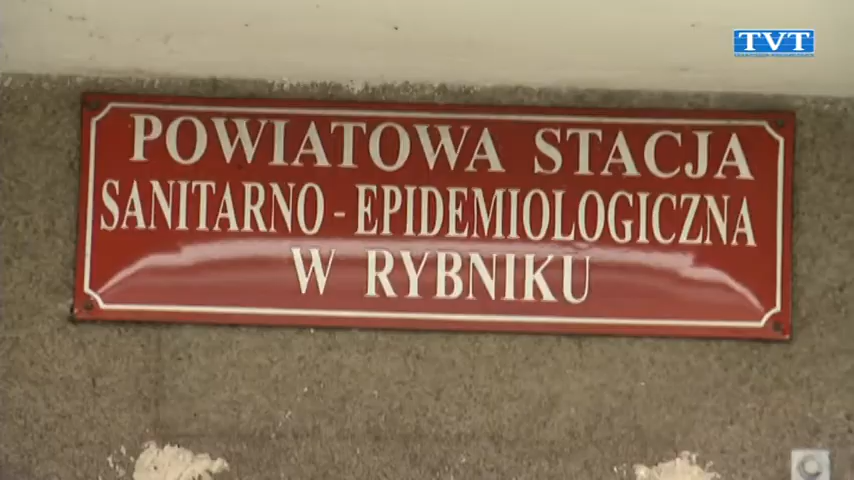 TVT
POWIATOWA STACJA
SANITARNO - EPIDEMIOLOGICZNA
W RYBNIKU